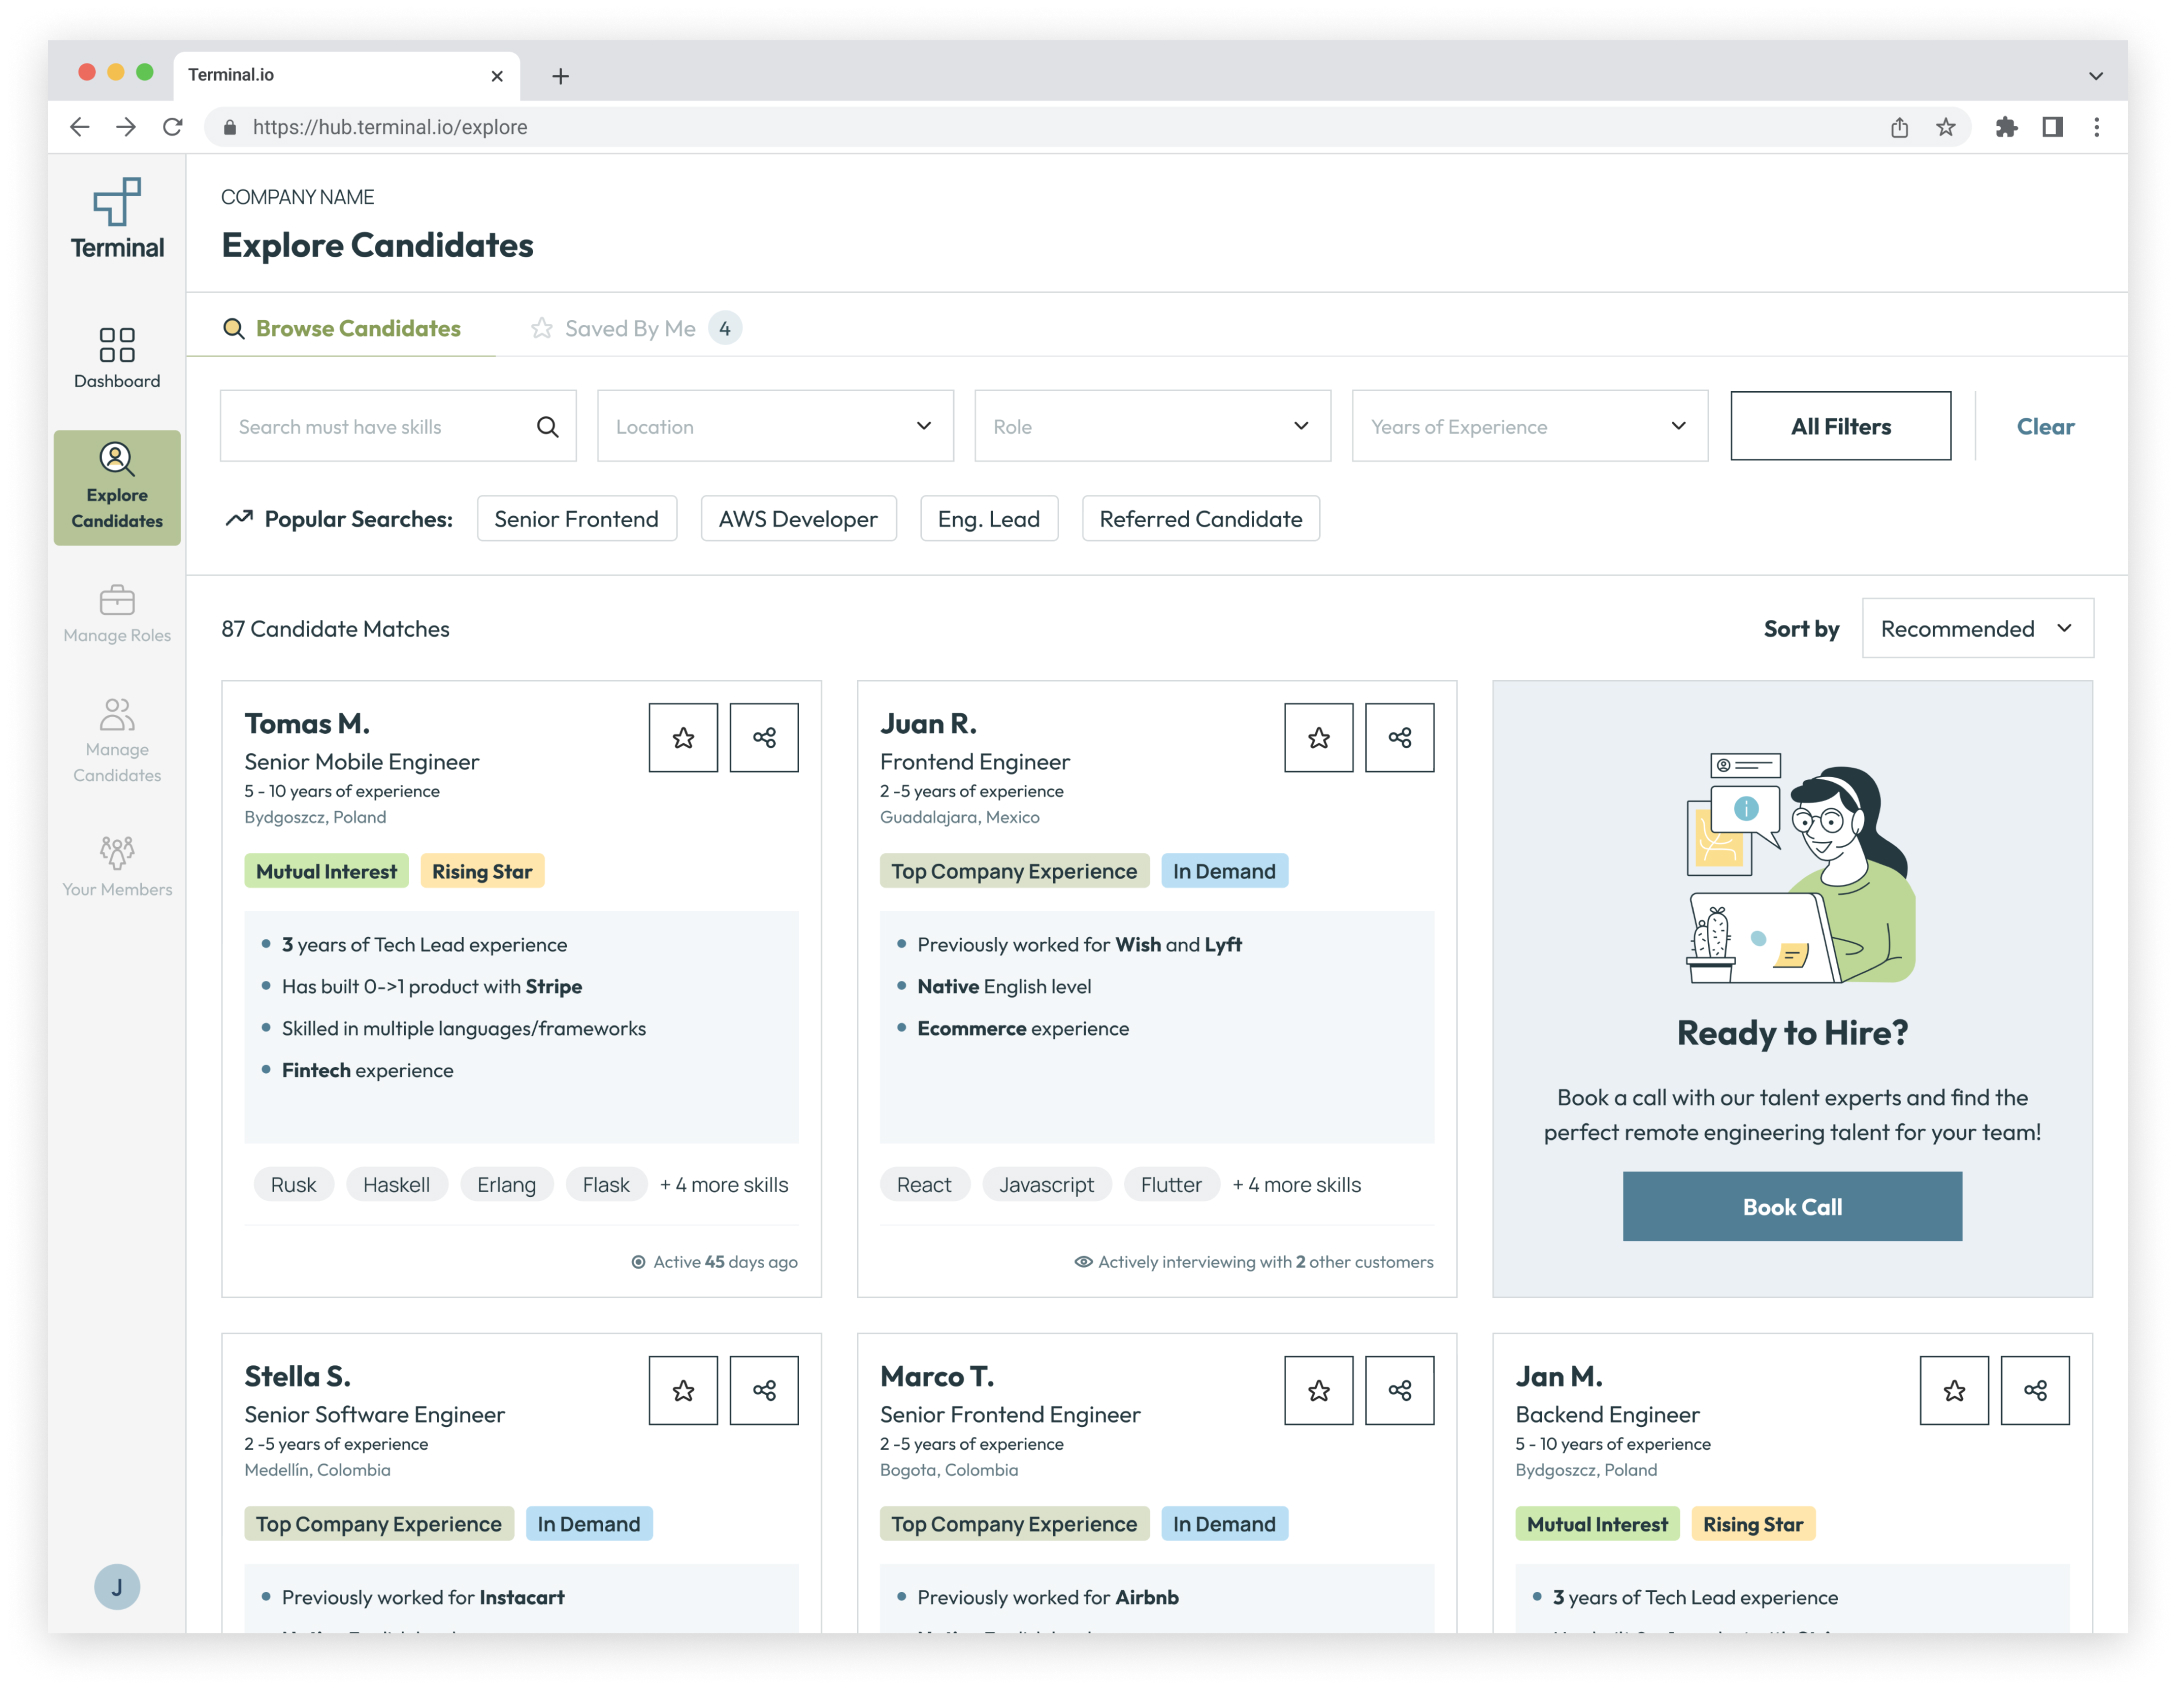 Terminal.io
https://hub.terminal.io/explore
Terminal
Dashboard
Explore
Candidates
Manage Roles
Manage
Candidates
Your Members
J
COMPANY NAME
Explore Candidates
Browse Candidates
Saved By Me 4
Search must have skills
Location
Role
Years of Experience
All Filters
Clear
Popular Searches:
Senior Frontend
AWS Developer
Eng. Lead
Referred Candidate
87 Candidate Matches
Sort by
Recommended
Tomas M.
Senior Mobile Engineer
5 - 10 years of experience
Bydgoszcz, Poland
Mutual Interest
Rising Star
3 years of Tech Lead experience
Has built 0->1 product with Stripe
Skilled in multiple languages/frameworks
Fintech experience
Rusk
Haskell
Erlang
Flask
+ 4 more skills
Active 45 days ago
Juan R.
Frontend Engineer
2 -5 years of experience
Guadalajara, Mexico
Top Company Experience
In Demand
Previously worked for Wish and Lyft
Native English level
Ecommerce experience
React
Javascript
Flutter
+ 4 more skills
Actively interviewing with 2 other customers
Ready to Hire?
Book a call with our talent experts and find the
perfect remote engineering talent for your team!
Book Call
Stella S.
Senior Software Engineer
2 -5 years of experience
Medellín, Colombia
Top Company Experience
In Demand
Previously worked for Instacart
Marco T.
Senior Frontend Engineer
2 -5 years of experience
Bogota, Colombia
Top Company Experience
In Demand
Previously worked for Airbnb
Jan M.
Backend Engineer
5 - 10 years of experience
Bydgoszcz, Poland
Mutual Interest
Rising Star
3 years of Tech Lead experience